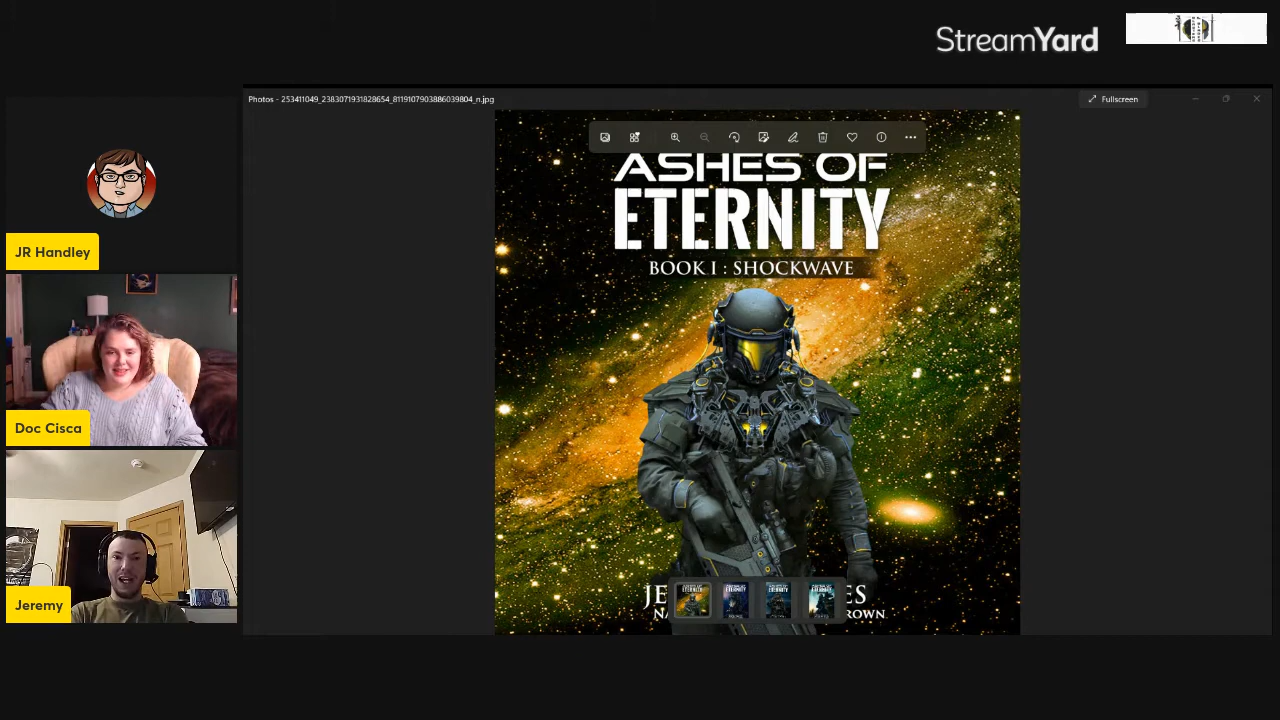 StreamYard
Photos - 253411049_2383071931828654_8119107903886039804_n.jpg
Fullscreen
ASHES OF
ETERNITY
BOOK I : SHOCKWAVE
JR Handley
Doc Cisca
Jeremy